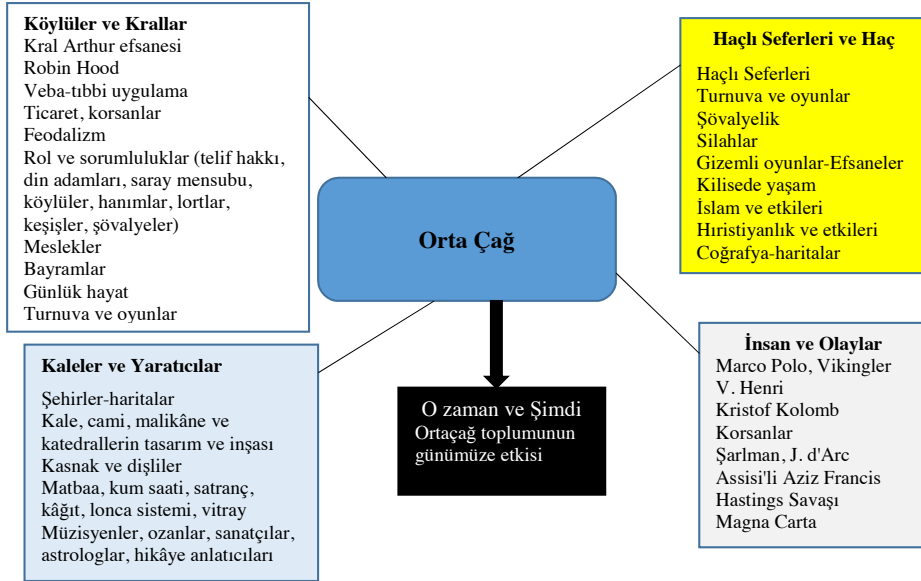 Köylüler ve Krallar
Kral Arthur efsanesi
Robin Hood
Veba-tıbbi uygulama
Ticaret, korsanlar
Feodalizm
Rol ve sorumluluklar (telif hakkı,
din adamları, saray mensubu,
köylüler, hanımlar, lortlar,
keşişler, şövalyeler)
Meslekler
Bayramlar
Günlük hayat
Turnuva ve oyunlar
Haçlı Seferleri ve Haç
Haçlı Seferleri
Turnuva ve oyunlar
Şövalyelik
Silahlar
Gizemli oyunlar-Efsaneler
Kilisede yaşam
İslam ve etkileri
Hıristiyanlık ve etkileri
Coğrafya-haritalar
Orta Çağ
Kaleler ve Yaratıcılar
Şehirler-haritalar
Kale, cami, malikâne ve
katedrallerin tasarım ve inşası
Kasnak ve dişliler
Matbaa, kum saati, satranç,
kâğıt, lonca sistemi, vitray
Müzisyenler, ozanlar, sanatçılar,
astrologlar, hikâye anlatıcıları
O zaman ve Şimdi
Ortaçağ toplumunun
günümüze etkisi
İnsan ve Olaylar
Marco Polo, Vikingler
V. Henri
Kristof Kolomb
Korsanlar
Şarlman, J. d'Arc
Assisi'li Aziz Francis
Hastings Savaşı
Magna Carta